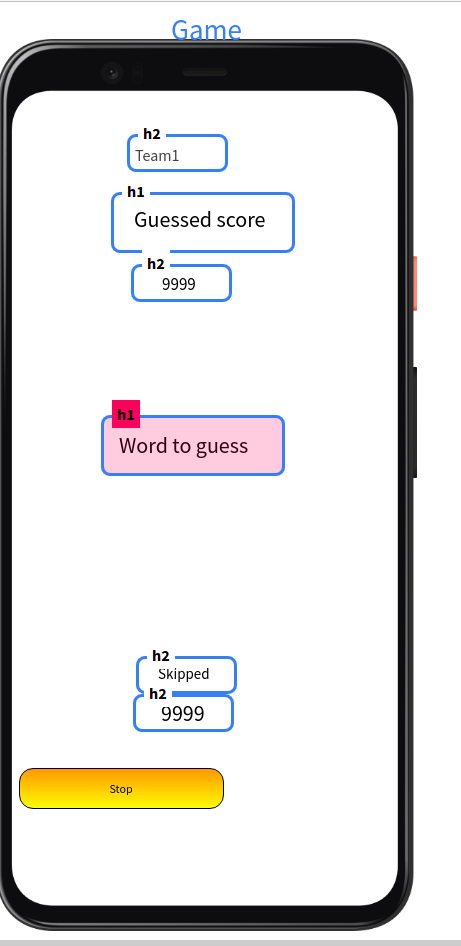 Game
h2
Team1
h1
Guessed score
h2
9999
h1
Word to guess
h2
Skipped
h2
9999
Stop